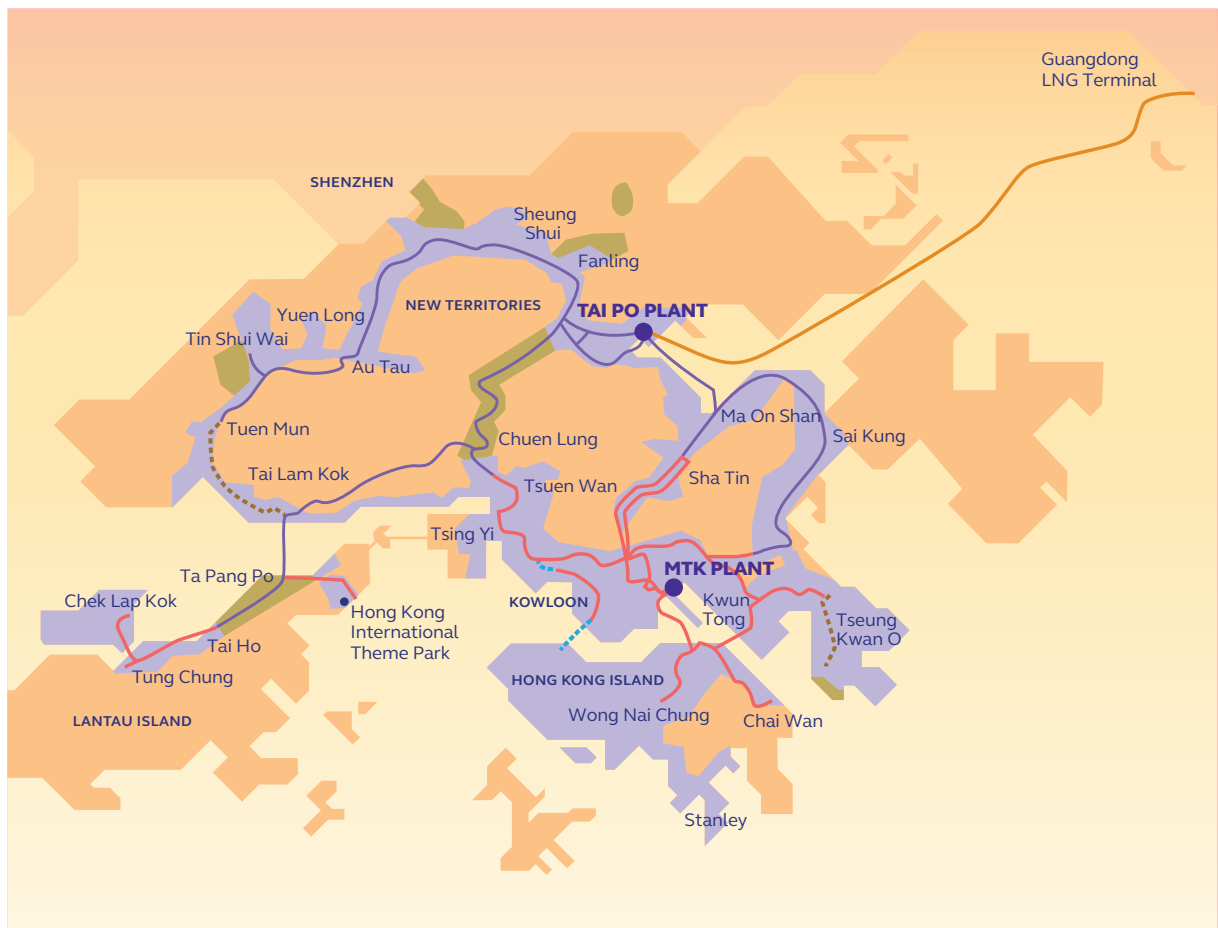 Guangdong
LNG Terminal
SHENZHEN
Sheung
Shui
Fanling
NEW TERRITORIES
TAI PO PLANT
Yuen Long
Tin Shui Wai
Au Tau
Ma On Shan
Tuen Mun
Chuen Lung
Sai Kung
Tai Lam Kok
Tsuen Wan
Sha Tin
Tsing Yi
Ta Pang Po
MTK PLANT
Chek Lap Kok
KOWLOON
Kwun
Tong
Hong Kong
International
Theme Park
Tseung
Kwan O
Tai Ho
Tung Chung
HONG KONG ISLAND
LANTAU ISLAND
Wong Nai Chung
Chai Wan
Stanley